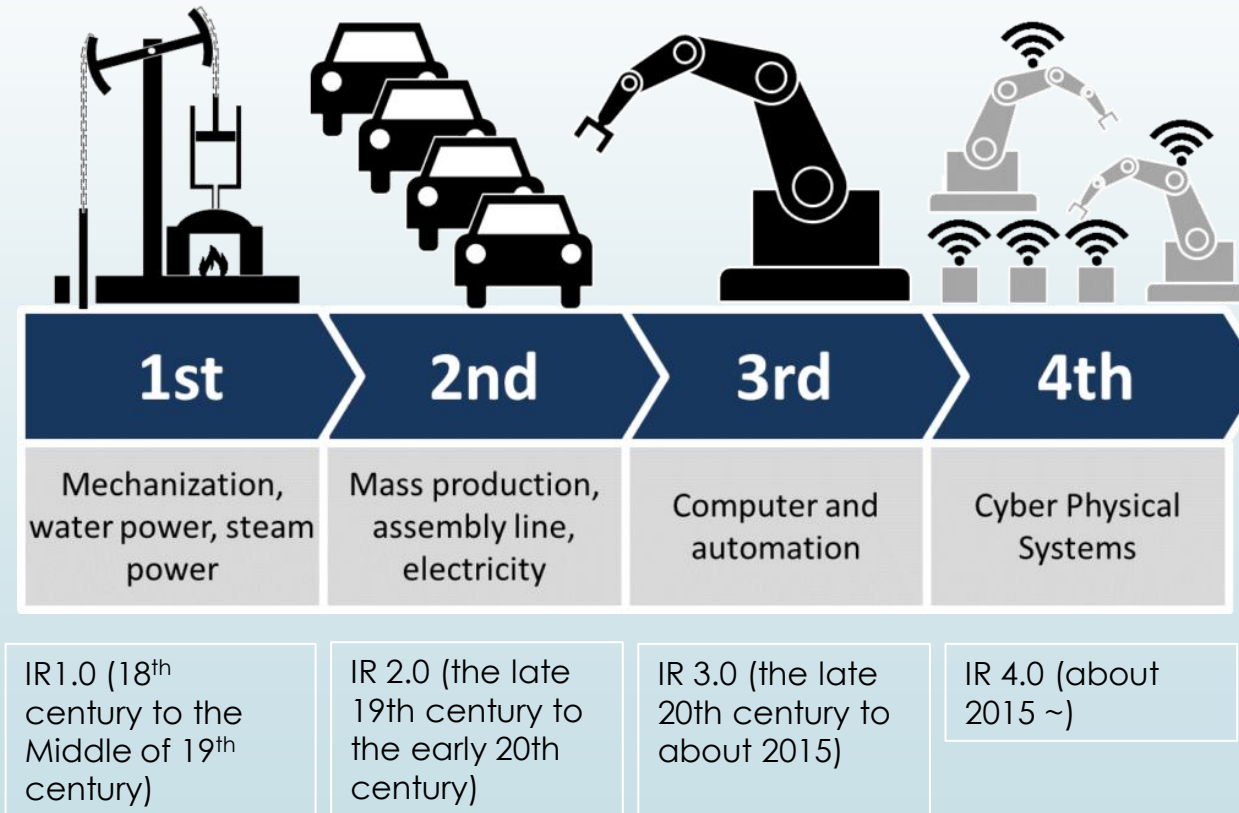 1st
2nd
3rd
4th
Mechanization,
water power, steam
power
Mass production,
assembly line,
electricity
Computer and
automation
Cyber Physical
Systems
IR1.0 (18th
century to the
Middle of 19th
century)
IR 2.0 (the late
19th century to
the early 20th
century)
IR 3.0 (the late
20th century to
about 2015)
IR 4.0 (about
2015 ~)